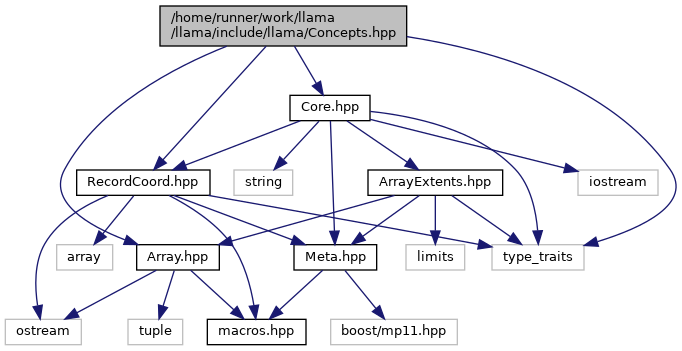 /home/runner/work/llama
/llama/include/llama/Concepts.hpp
Core.hpp
RecordCoord.hpp
string
ArrayExtents.hpp
iostream
array
Array.hpp
Meta.hpp
limits
type_traits
ostream
tuple
macros.hpp
boost/mp11.hpp